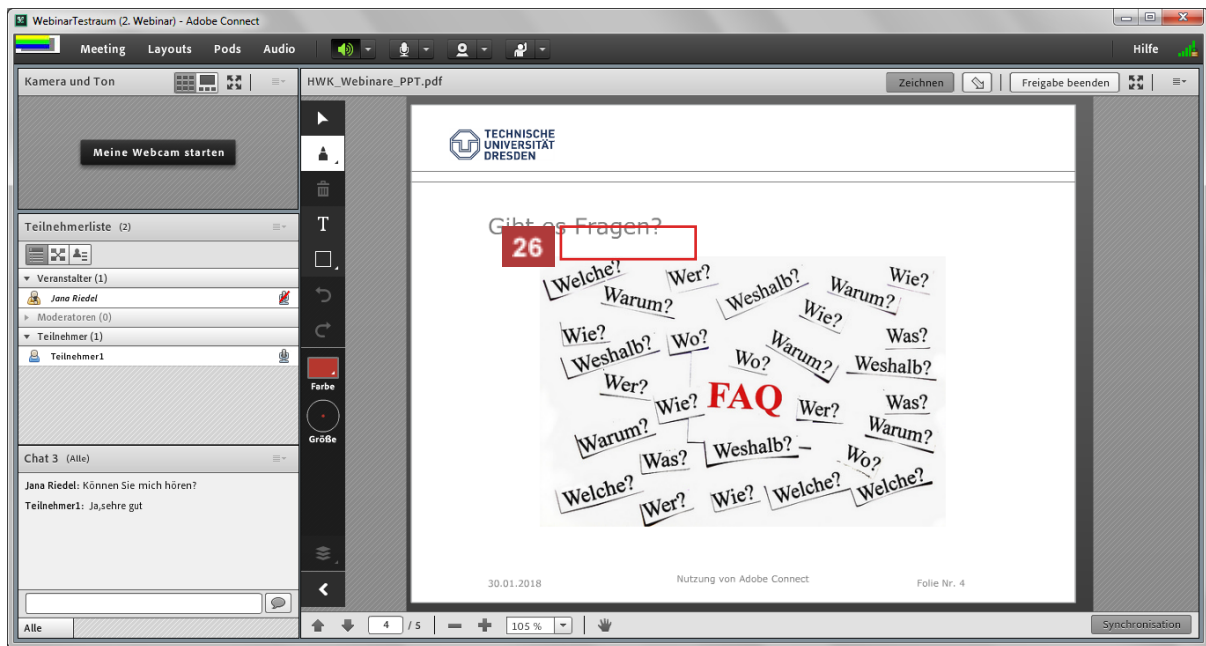 WebinarTestraum (2. Webinar) - Adobe Connect
Meeting Layouts Pods Audio Hilfe
Kamera und Ton
Meine Webcam starten
Teilnehmerliste (2)
Veranstalter (1)
Jana Riedel
Moderatoren (0)
Teilnehmer (1)
Teilnehmer1
Chat 3 (Alle)
Jana Riedel: Können Sie mich hören?
Teilnehmer1: Ja,sehre gut
Alle
HWK_Webinare_PPT.pdf Zeichnen Freigabe beenden
T
Farbe
Größe
TECHNISCHE
UNIVERSITÄT
DRESDEN
Gibt es Fragen?
26
Welche? Wer? Weshalb? Warum? Wie?
Warum? Wie?
Wie? Wo? Warum? Was?
Weshalb? Wo? Weshalb?
Wer? Wie? FAQ Wer? Was?
Warum? Warum?
Was? Weshalb? Wo?
Welche? Wer? Wie? Welche? Welche?
30.01.2018 Nutzung von Adobe Connect Folie Nr. 4
4 / 5 105 % Synchronisation